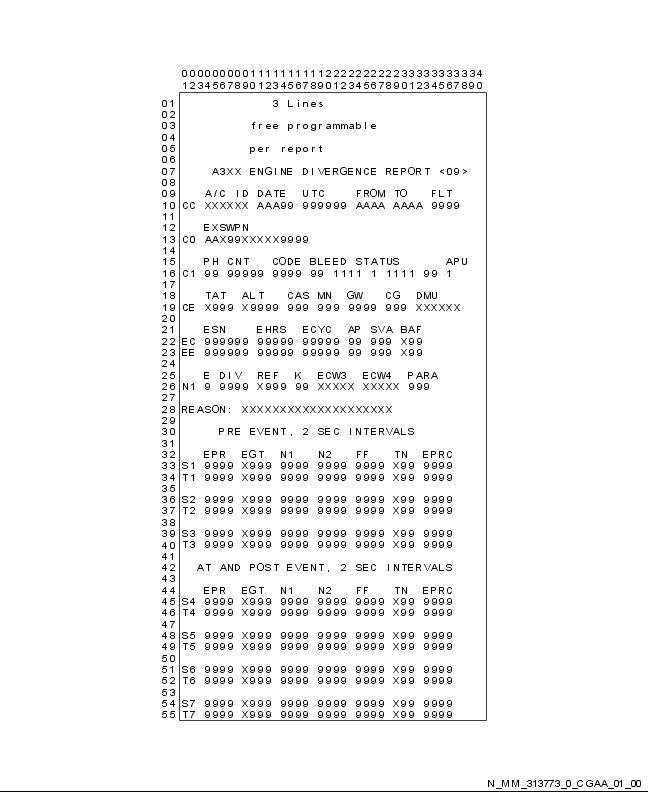 0000000001111111111222222222233333333334
1234567890123456789012345678901234567890
01 3 Lines
02
03 free programmable
04
05 per report
06
07 A3XX ENGINE DIVERGENCE REPORT <09>
08
09 A/C ID DATE UTC FROM TO FLT
10 CC XXXXXX AAA99 999999 AAAA AAAA 9999
11
12 EXSWPN
13 C0 AAX99XXXXX9999
14
15 PH CNT CODE BLEED STATUS APU
16 C1 99 99999 9999 99 1111 1 1111 99 1
17
18 TAT ALT CAS MN GW CG DMU
19 CE X999 X9999 999 999 9999 999 XXXXXX
20
21 ESN EHRS ECYC AP SVA BAF
22 EC 999999 99999 99999 99 999 X99
23 EE 999999 99999 99999 99 999 X99
24
25 E DIV REF K ECW3 ECW4 PARA
26 N1 9 9999 X999 99 XXXXX XXXXX 999
27
28 REASON: XXXXXXXXXXXXXXXXXXXX
29
30 PRE EVENT, 2 SEC INTERVALS
31
32 EPR EGT N1 N2 FF TN EPRC
33 S1 9999 X999 9999 9999 9999 X99 9999
34 T1 9999 X999 9999 9999 9999 X99 9999
35
36 S2 9999 X999 9999 9999 9999 X99 9999
37 T2 9999 X999 9999 9999 9999 X99 9999
38
39 S3 9999 X999 9999 9999 9999 X99 9999
40 T3 9999 X999 9999 9999 9999 X99 9999
41
42 AT AND POST EVENT, 2 SEC INTERVALS
43
44 EPR EGT N1 N2 FF TN EPRC
45 S4 9999 X999 9999 9999 9999 X99 9999
46 T4 9999 X999 9999 9999 9999 X99 9999
47
48 S5 9999 X999 9999 9999 9999 X99 9999
49 T5 9999 X999 9999 9999 9999 X99 9999
50
51 S6 9999 X999 9999 9999 9999 X99 9999
52 T6 9999 X999 9999 9999 9999 X99 9999
53
54 S7 9999 X999 9999 9999 9999 X99 9999
55 T7 9999 X999 9999 9999 9999 X99 9999
N_MM_313773_0_CGAA_01_00